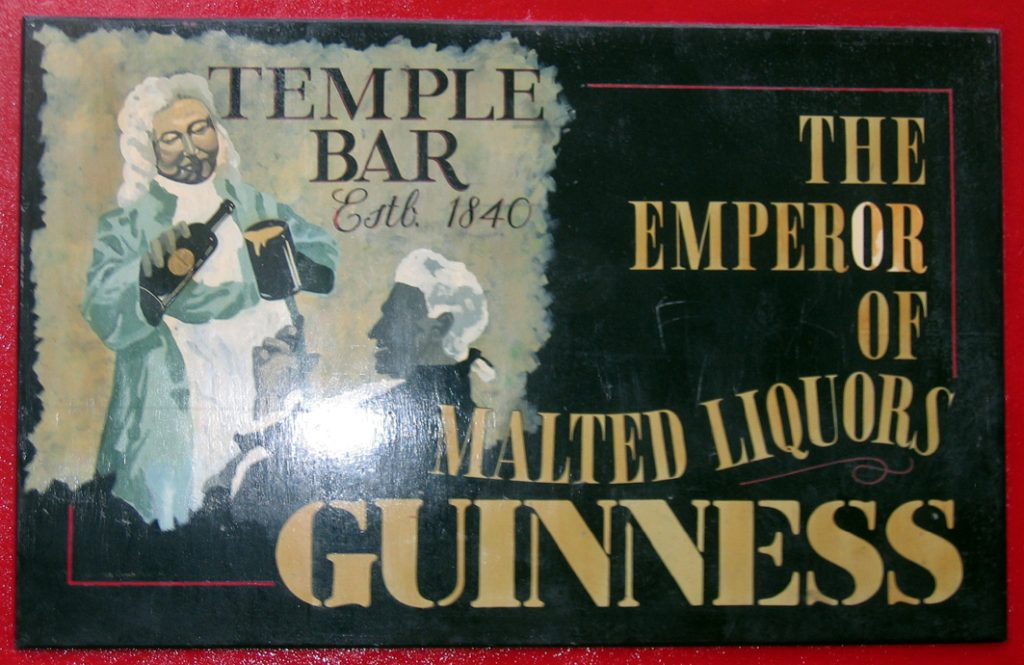 TEMPLE
BAR
Estb. 1840
THE
EMPEROR
OF
MALTED LIQUORS
GUINNESS